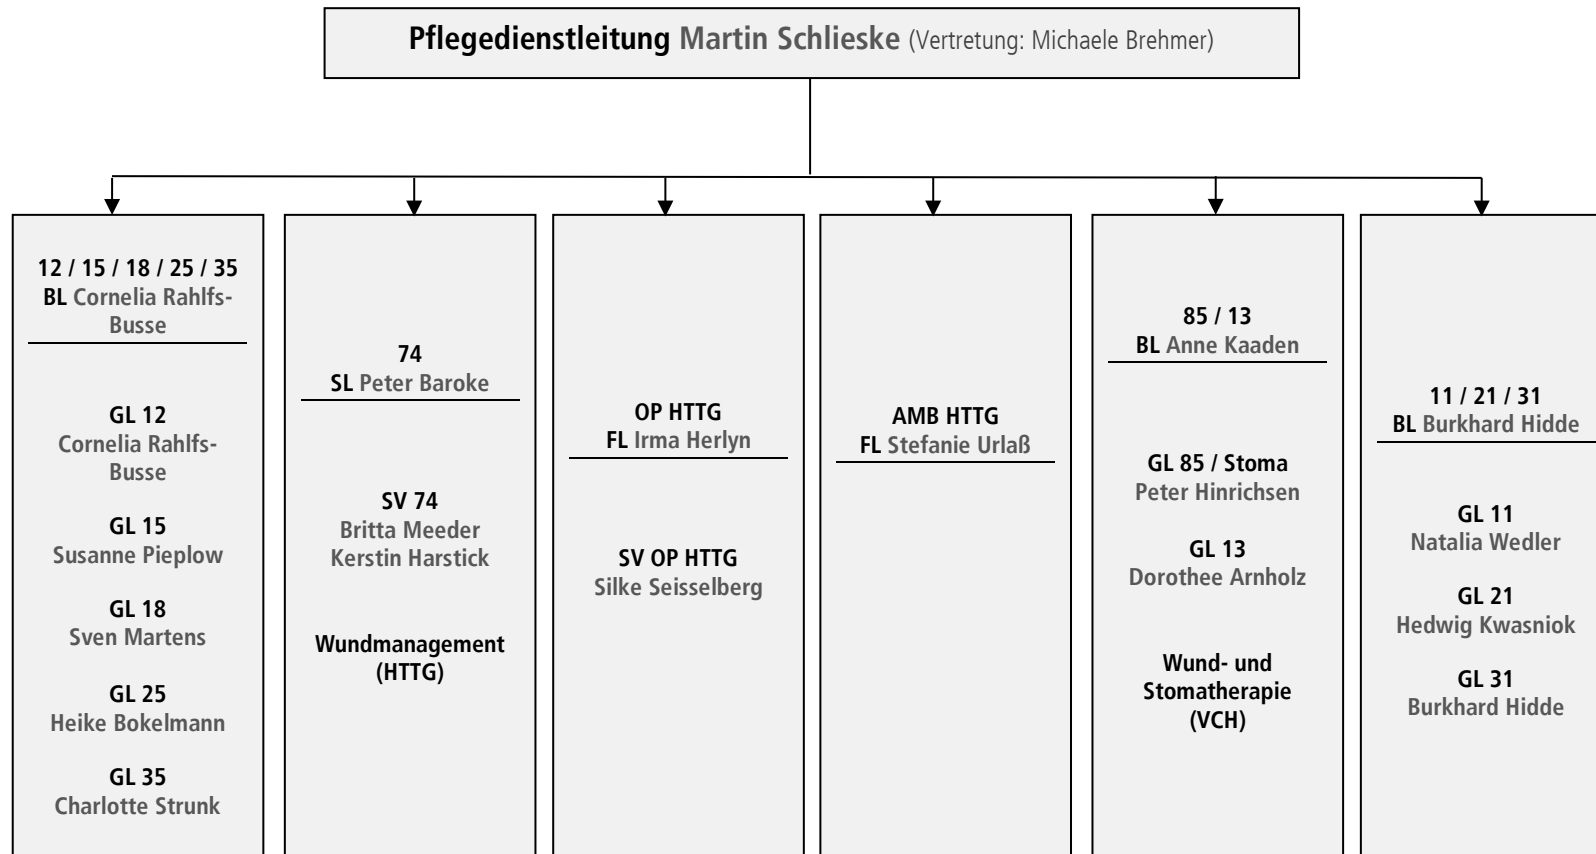 Pflegedienstleitung Martin Schlieske (Vertretung: Michaele Brehmer)
12 / 15 / 18 / 25 / 35
BL Cornelia Rahlfs-
Busse
GL 12
Cornelia Rahlfs-
Busse
GL 15
Susanne Pieplow
GL 18
Sven Martens
GL 25
Heike Bokelmann
GL 35
Charlotte Strunk
74
SL Peter Baroke
SV 74
Britta Meeder
Kerstin Harstick
Wundmanagement
(HTTG)
OP HTTG
FL Irma Herlyn
SV OP HTTG
Silke Seisselberg
AMB HTTG
FL Stefanie Urlaß
85 / 13
BL Anne Kaaden
GL 85 / Stoma
Peter Hinrichsen
GL 13
Dorothee Arnholz
Wund- und
Stomatherapie
(VCH)
11 / 21 / 31
BL Burkhard Hidde
GL 11
Natalia Wedler
GL 21
Hedwig Kwasniok
GL 31
Burkhard Hidde